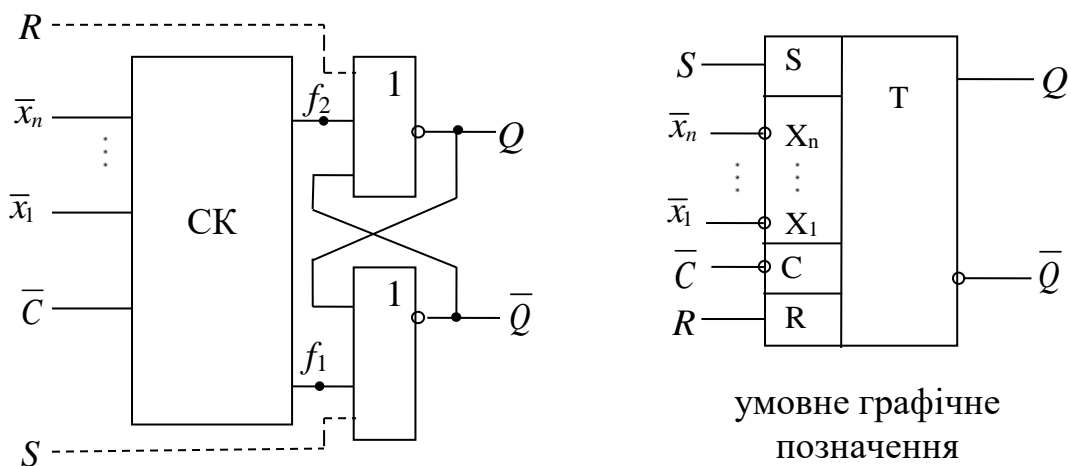 R
x̅ₙ
x̅₁
C̅
S
СК
f₂
f₁
1
1
Q
Q̅
S
x̅ₙ
x̅₁
C̅
R
S
Xₙ
X₁
C
R
T
Q
Q̅
умовне графічне
позначення